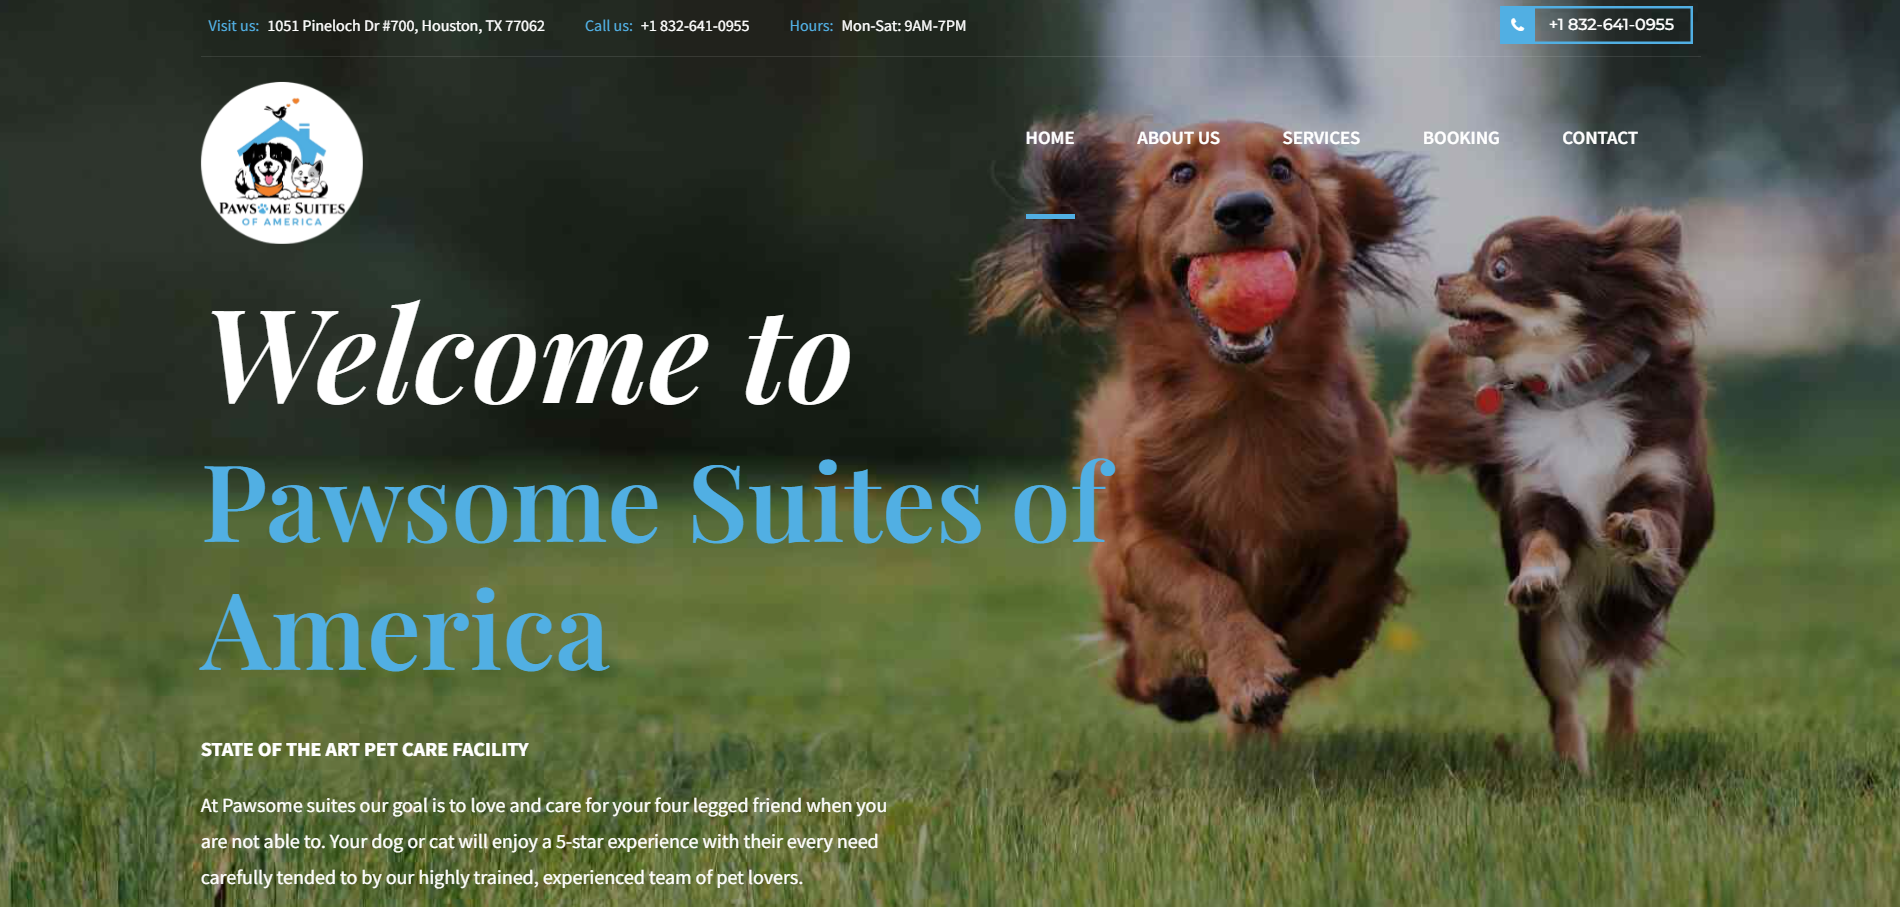 Visit us: 1051 Pineloch Dr #700, Houston, TX 77062 Call us: +1 832-641-0955 Hours: Mon-Sat: 9AM-7PM
+1 832-641-0955
PAWSOME SUITES
OF AMERICA
HOME ABOUT US SERVICES BOOKING CONTACT
Welcome to
Pawsome Suites of
America
STATE OF THE ART PET CARE FACILITY
At Pawsome suites our goal is to love and care for your four legged friend when you
are not able to. Your dog or cat will enjoy a 5-star experience with their every need
carefully tended to by our highly trained, experienced team of pet lovers.